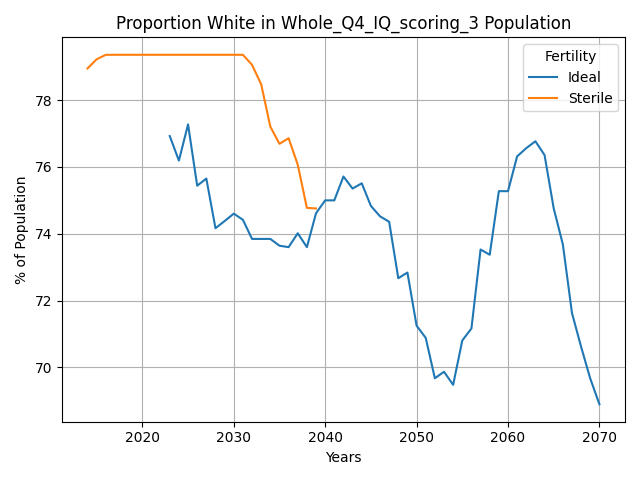 Proportion White in Whole_Q4_IQ_scoring_3 Population
Fertility
Ideal
Sterile
% of Population
78
76
74
72
70
2020
2030
2040
2050
2060
2070
Years